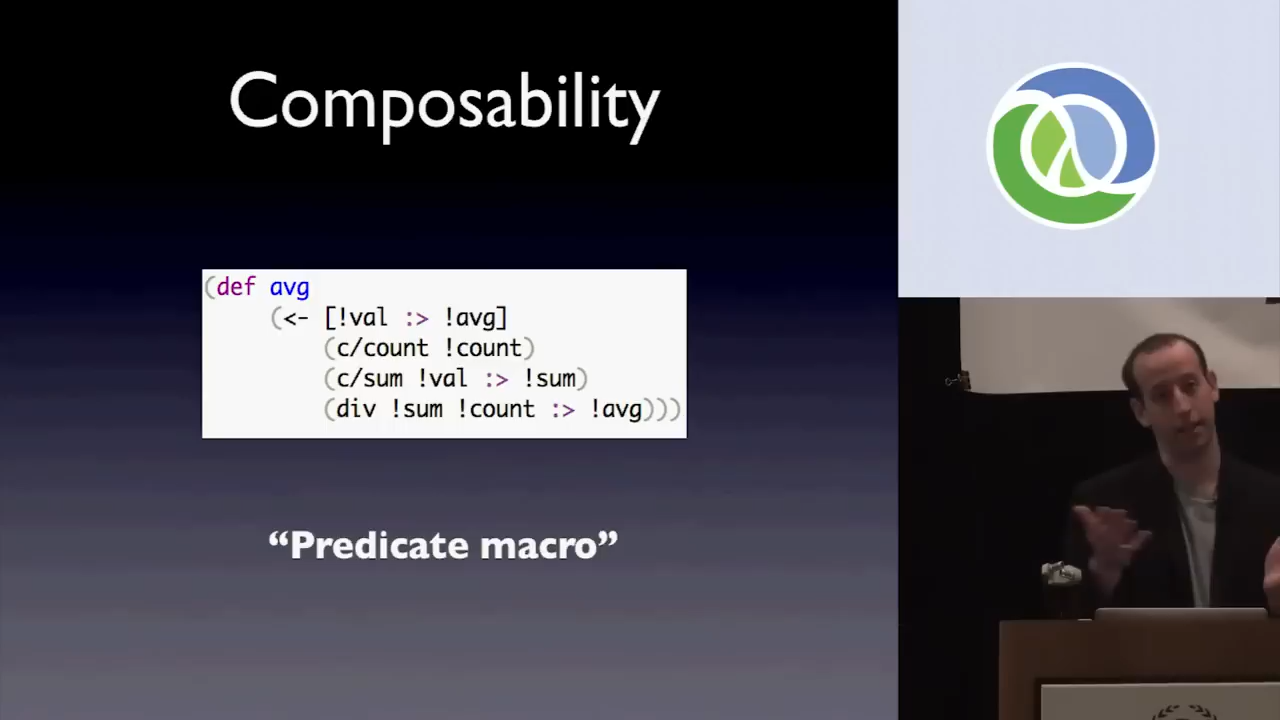 Composability
(def avg
(<- [!val :> !avg]
(c/count !count)
(c/sum !val :> !sum)
(div !sum !count :> !avg)))
“Predicate macro”